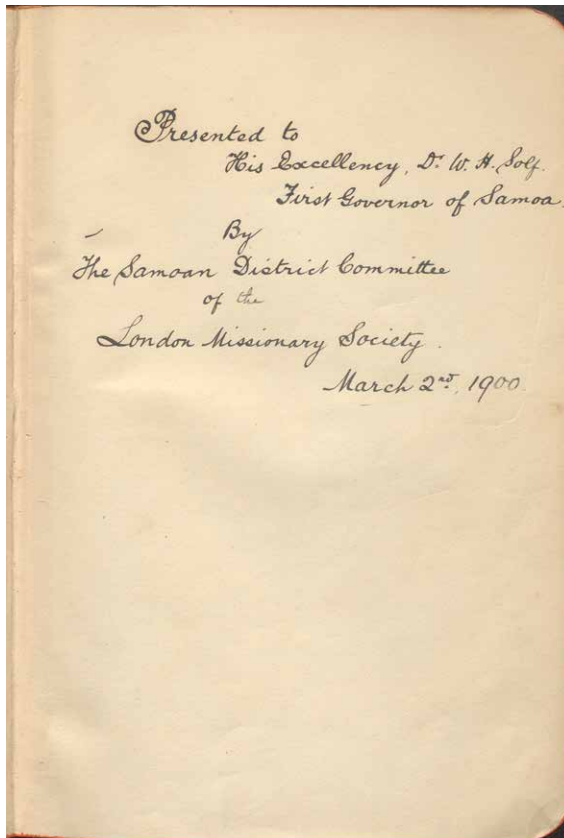 Presented to
His Excellency, Dr. W. H. Solf.
First Governor of Samoa.
By
The Samoan District Committee
of the
London Missionary Society.
March 2nd, 1900.